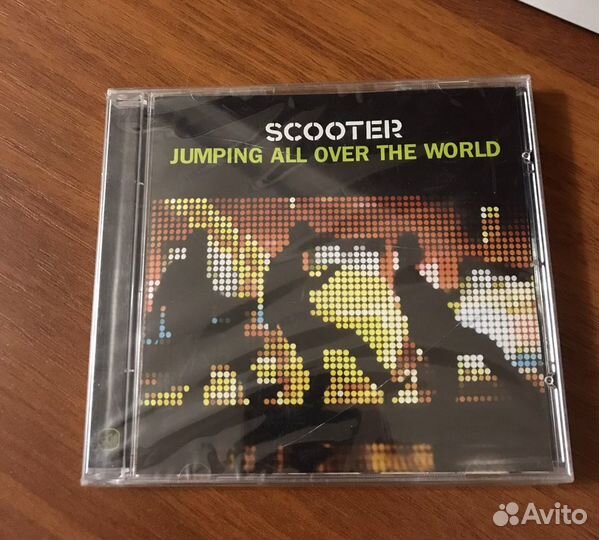 SCOOTER
JUMPING ALL OVER THE WORLD
Avito